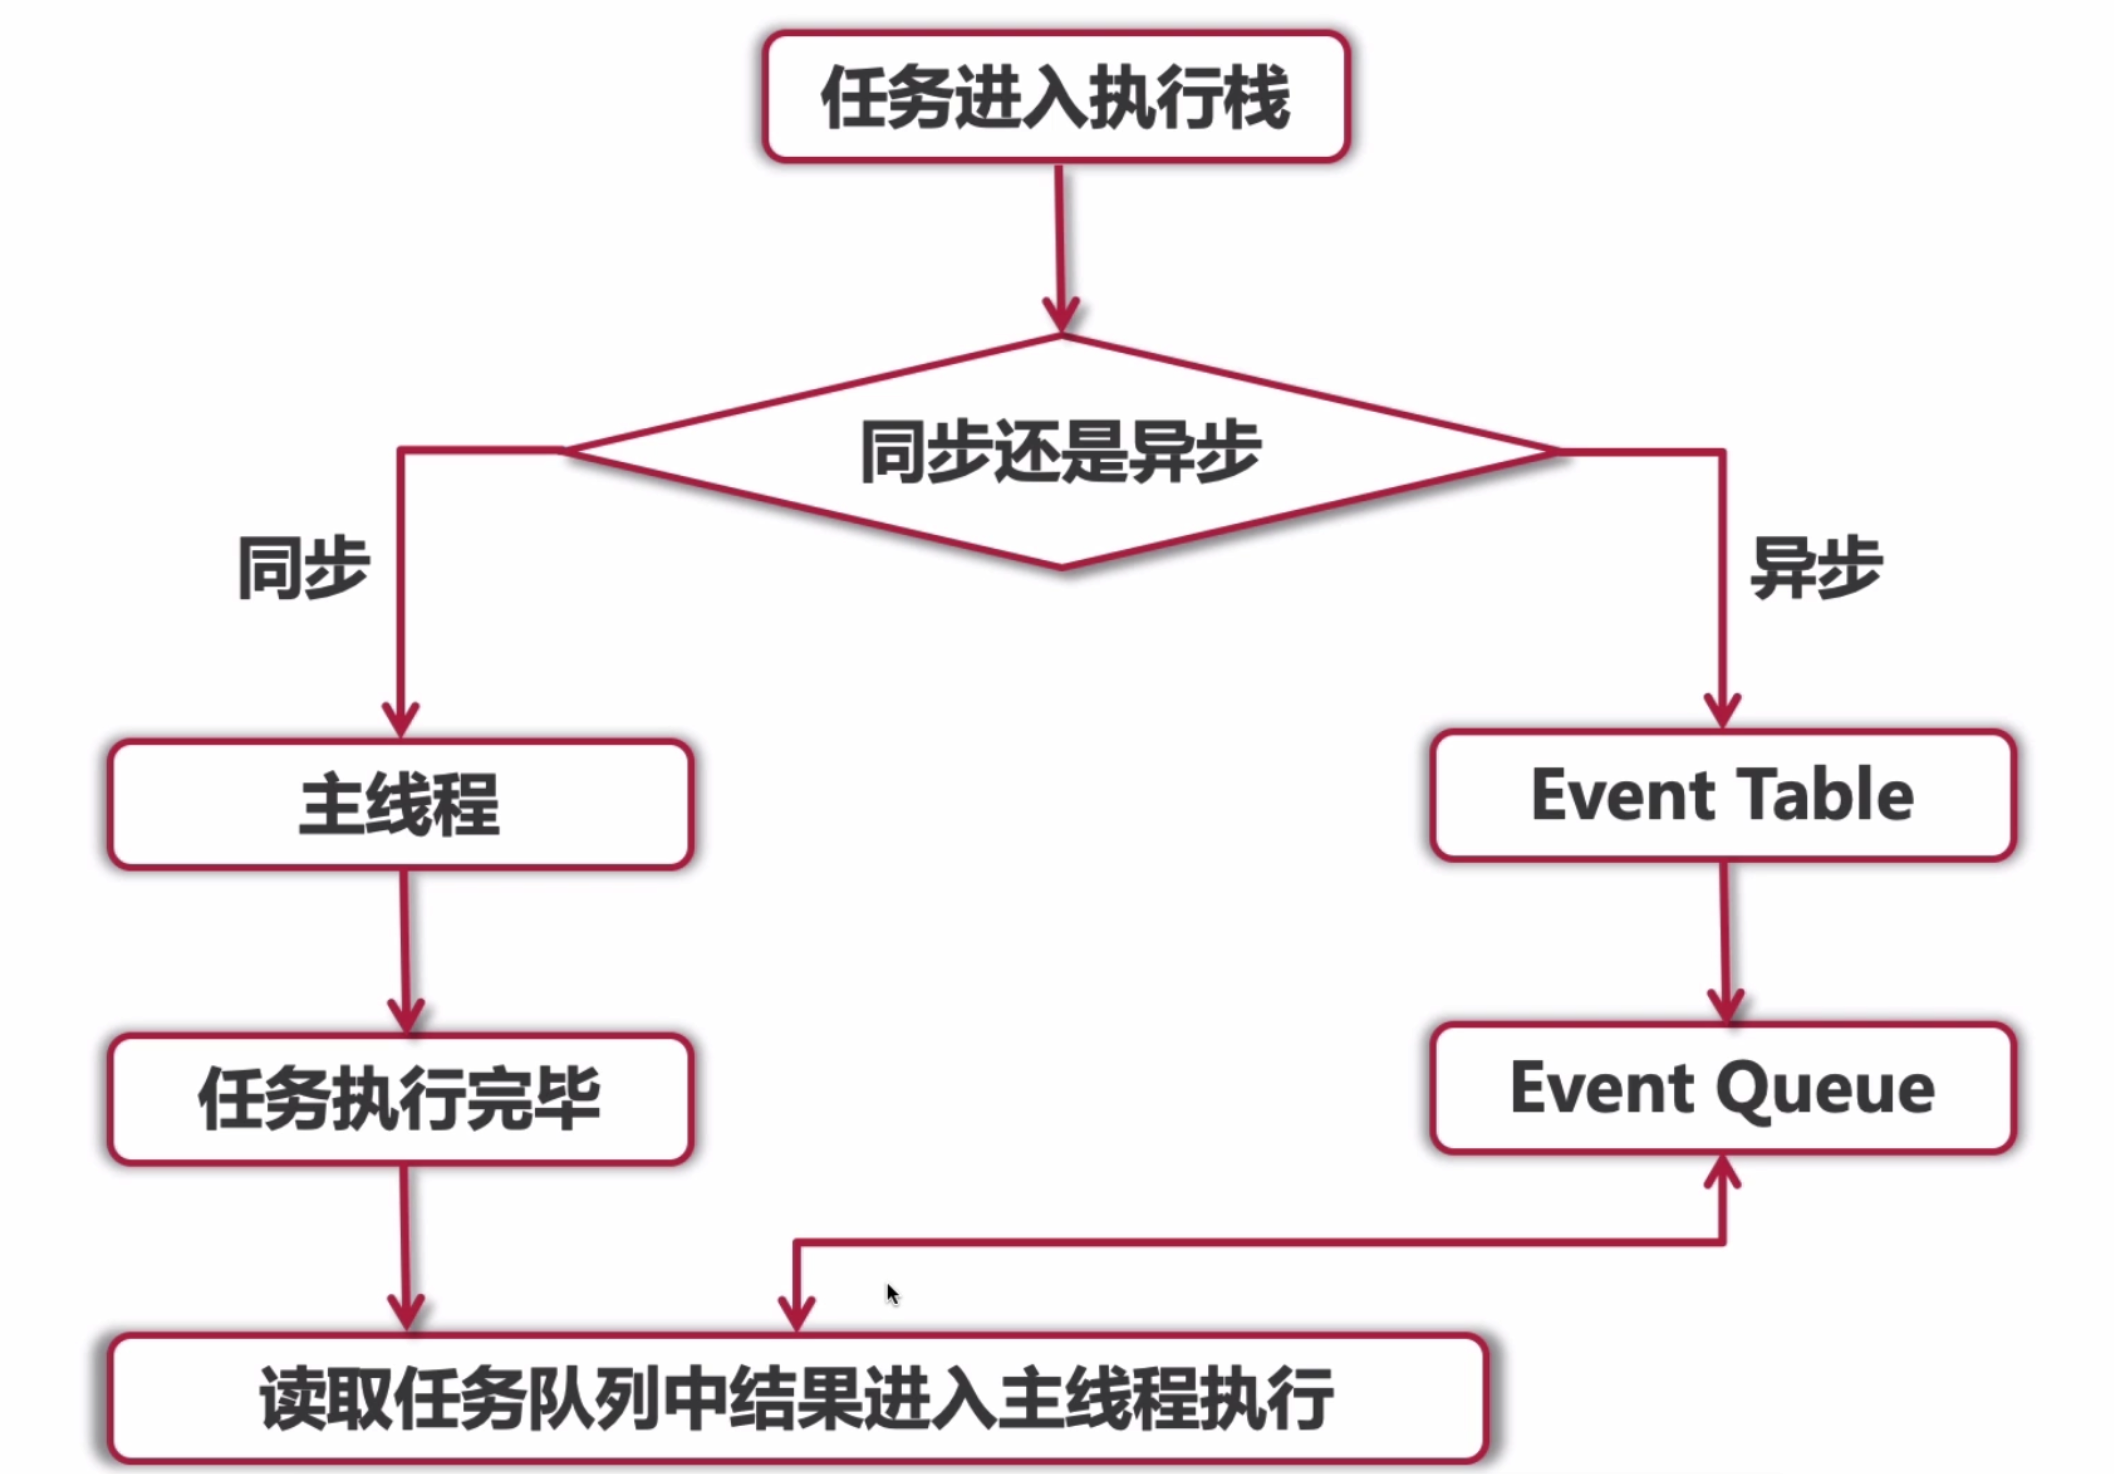 任务进入执行栈
同步还是异步
同步
异步
主线程
Event Table
任务执行完毕
Event Queue
读取任务队列中结果进入主线程执行